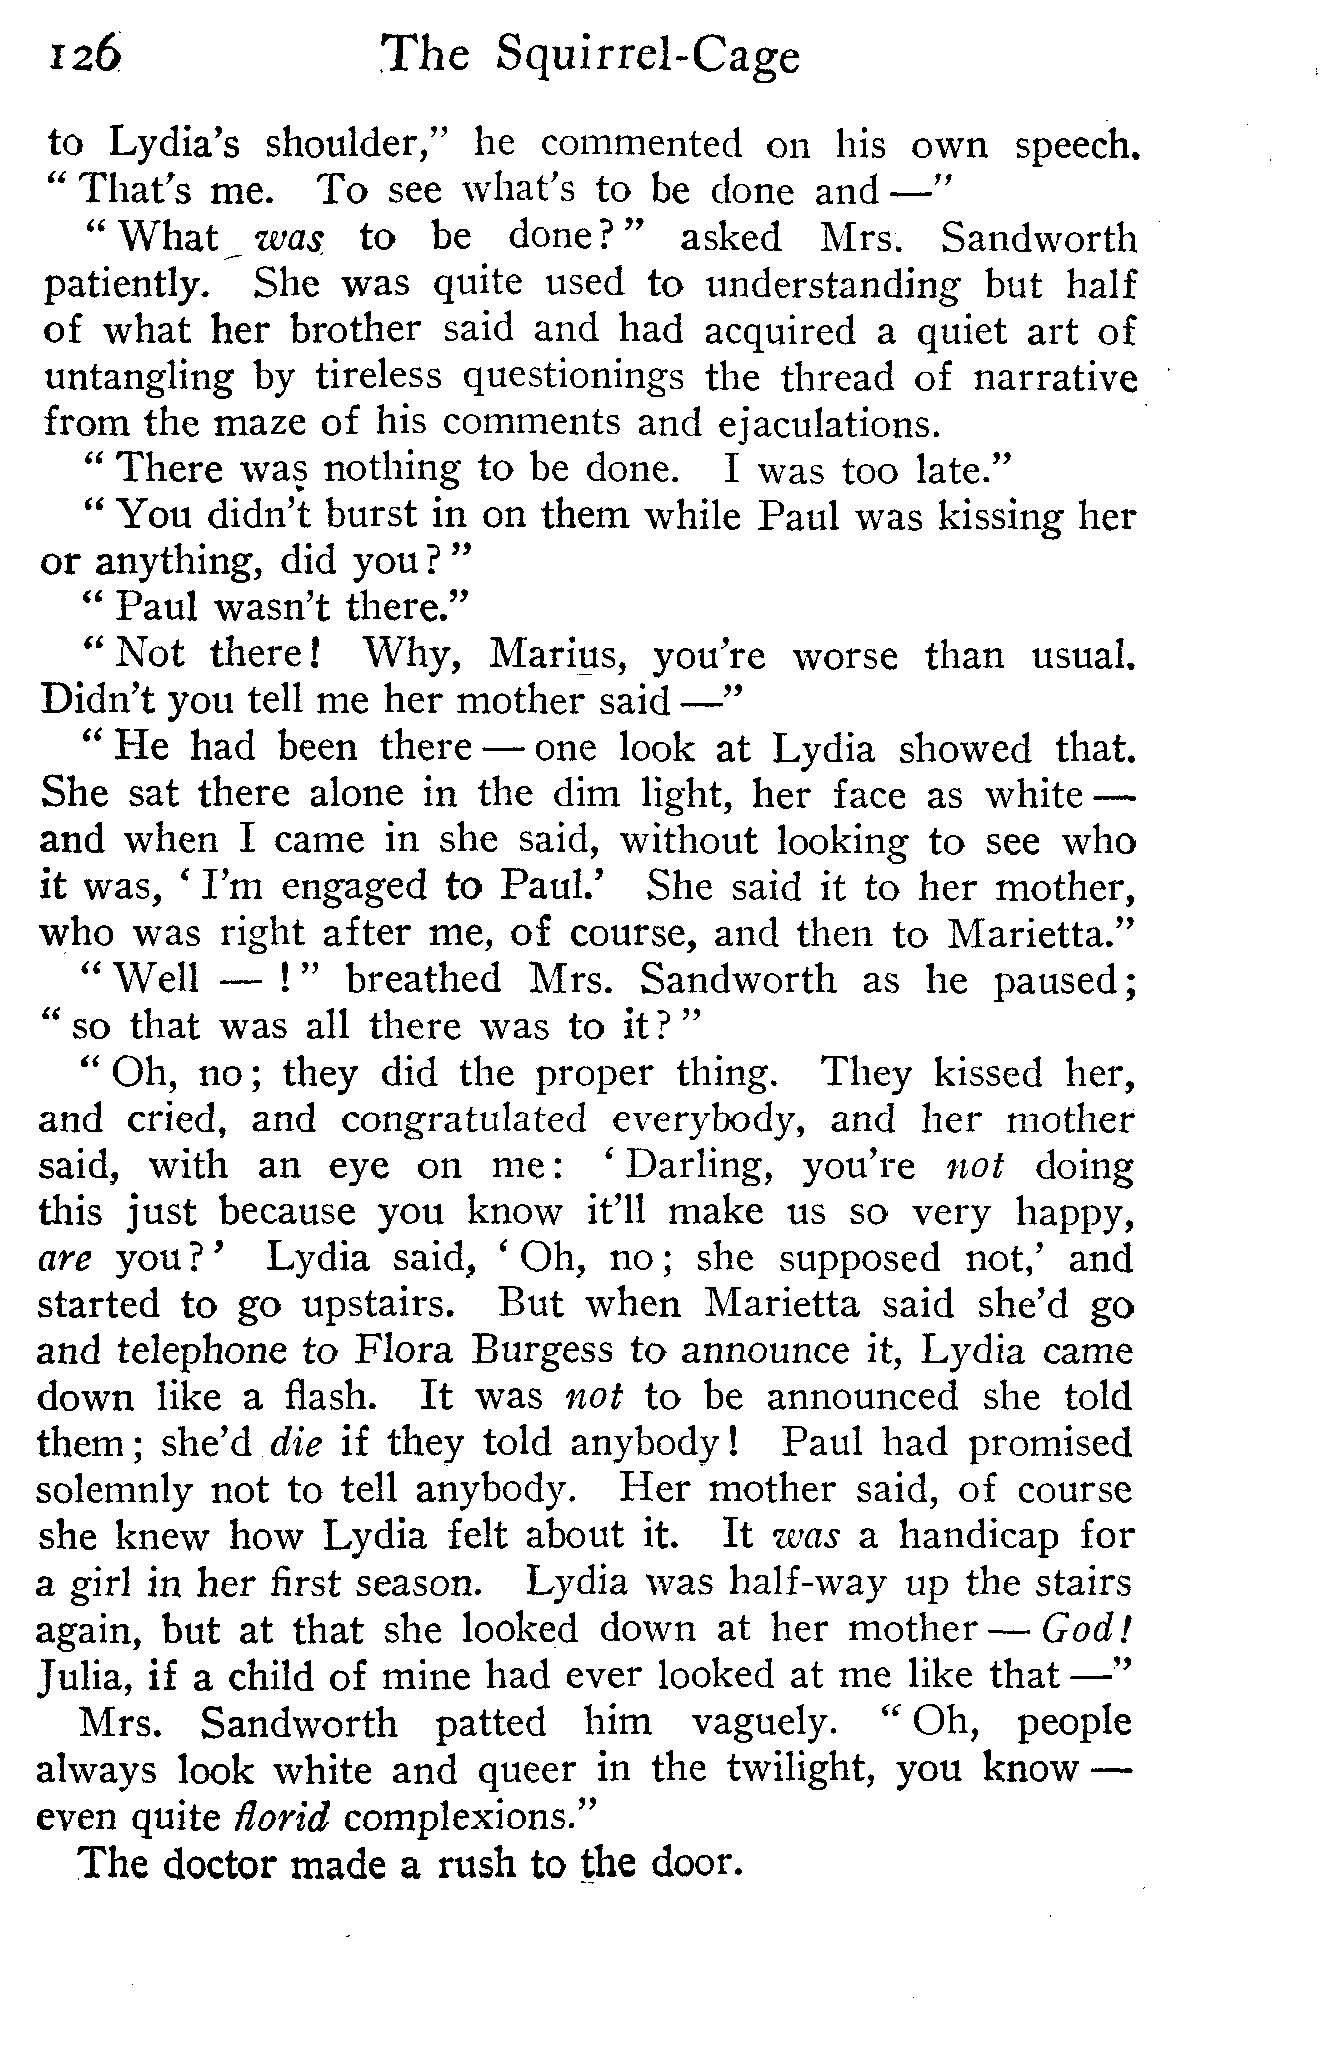 126 The Squirrel-Cage
to Lydia's shoulder," he commented on his own speech.
"That's me. To see what's to be done and—"
"What was to be done?" asked Mrs. Sandworth
patiently. She was quite used to understanding but half
of what her brother said and had acquired a quiet art of
untangling by tireless questionings the thread of narrative
from the maze of his comments and ejaculations.
"There was nothing to be done. I was too late."
"You didn't burst in on them while Paul was kissing her
or anything, did you?"
"Paul wasn't there."
"Not there! Why, Marius, you're worse than usual.
Didn't you tell me her mother said—"
"He had been there—one look at Lydia showed that.
She sat there alone in the dim light, her face as white—
and when I came in she said, without looking to see who
it was, 'I'm engaged to Paul.' She said it to her mother,
who was right after me, of course, and then to Marietta."
"Well — !" breathed Mrs. Sandworth as he paused;
"so that was all there was to it?"
"Oh, no; they did the proper thing. They kissed her,
and cried, and congratulated everybody, and her mother
said, with an eye on me: 'Darling, you're not doing
this just because you know it'll make us so very happy,
are you?' Lydia said, 'Oh, no; she supposed not,' and
started to go upstairs. But when Marietta said she'd go
and telephone to Flora Burgess to announce it, Lydia came
down like a flash. It was not to be announced she told
them; she'd die if they told anybody! Paul had promised
solemnly not to tell anybody. Her mother said, of course
she knew how Lydia felt about it. It was a handicap for
a girl in her first season. Lydia was half-way up the stairs
again, but at that she looked down at her mother—God!
Julia, if a child of mine had ever looked at me like that—"
Mrs. Sandworth patted him vaguely. "Oh, people
always look white and queer in the twilight, you know—
even quite florid complexions."
The doctor made a rush to the door.